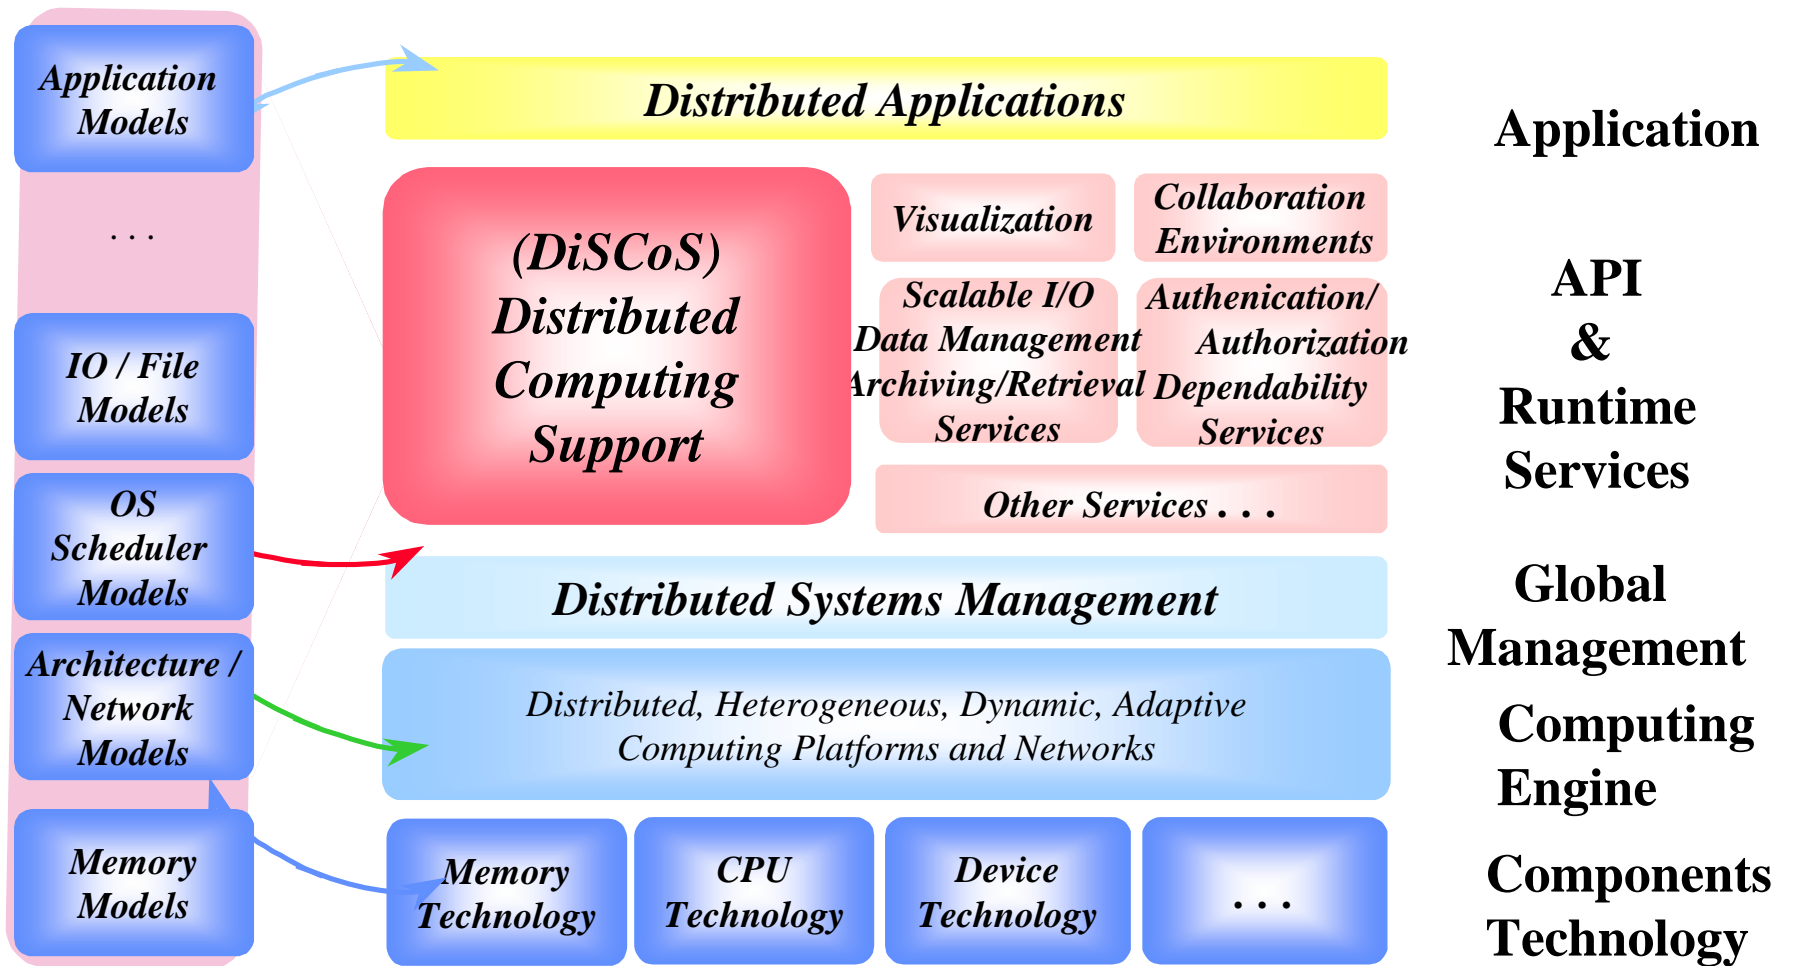 Application
Models
. . .
IO / File
Models
OS
Scheduler
Models
Architecture /
Network
Models
Memory
Models
Distributed Applications
(DiSCoS)
Distributed
Computing
Support
Visualization
Collaboration
Environments
Scalable I/O
Data Management
Archiving/Retrieval
Services
Authenication/
Authorization
Dependability
Services
Other Services . . .
Distributed Systems Management
Distributed, Heterogeneous, Dynamic, Adaptive
Computing Platforms and Networks
Memory
Technology
CPU
Technology
Device
Technology
. . .
Application
API
&
Runtime
Services
Global
Management
Computing
Engine
Components
Technology